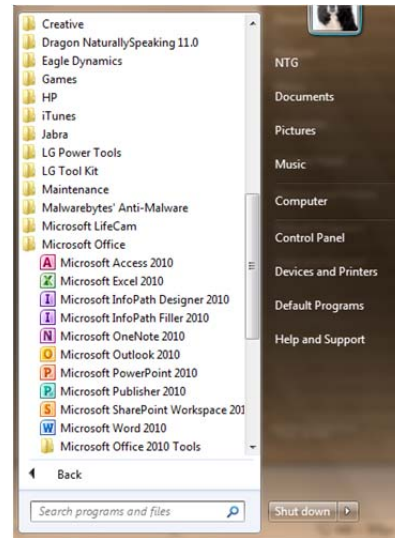 Creative
Dragon NaturallySpeaking 11.0
Eagle Dynamics
Games
HP
iTunes
Jabra
LG Power Tools
LG Tool Kit
Maintenance
Malwarebytes' Anti-Malware
Microsoft LifeCam
Microsoft Office
A Microsoft Access 2010
X Microsoft Excel 2010
I Microsoft InfoPath Designer 2010
I Microsoft InfoPath Filler 2010
N Microsoft OneNote 2010
O Microsoft Outlook 2010
P Microsoft PowerPoint 2010
P Microsoft Publisher 2010
S Microsoft SharePoint Workspace 201
W Microsoft Word 2010
Microsoft Office 2010 Tools
Back
Search programs and files
NTG
Documents
Pictures
Music
Computer
Control Panel
Devices and Printers
Default Programs
Help and Support
Shut down